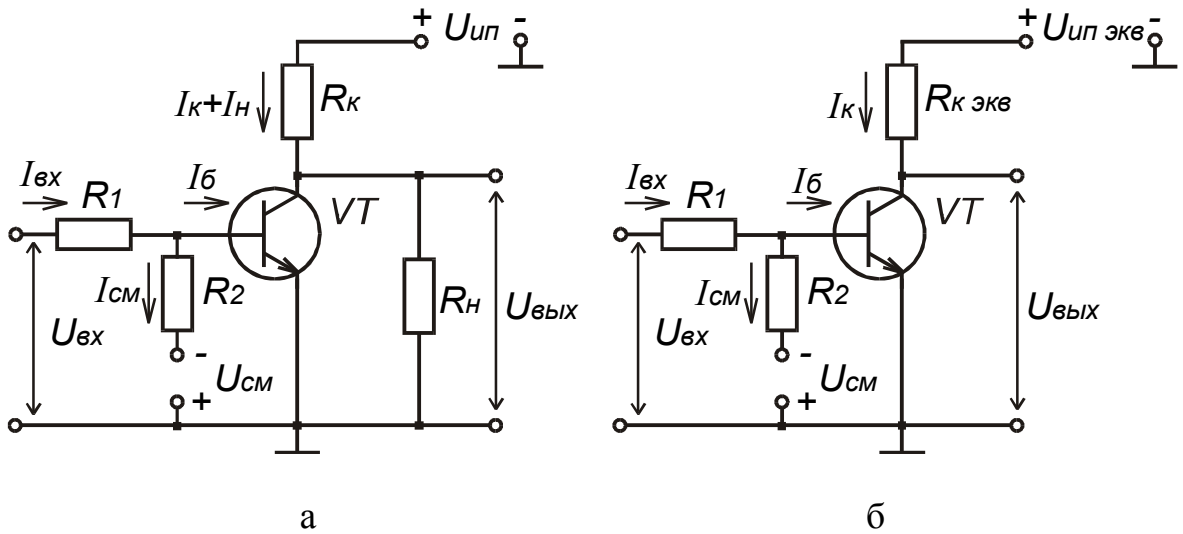 + Uип -
Iк+Iн
Rк
Iвх
R1
Iб
VT
Iсм
R2
Rн
Uвх
Uвых
-
Uсм
+
а
+ Uип экв -
Iк
Rк экв
Iвх
R1
Iб
VT
Iсм
R2
Uвх
Uвых
-
Uсм
+
б